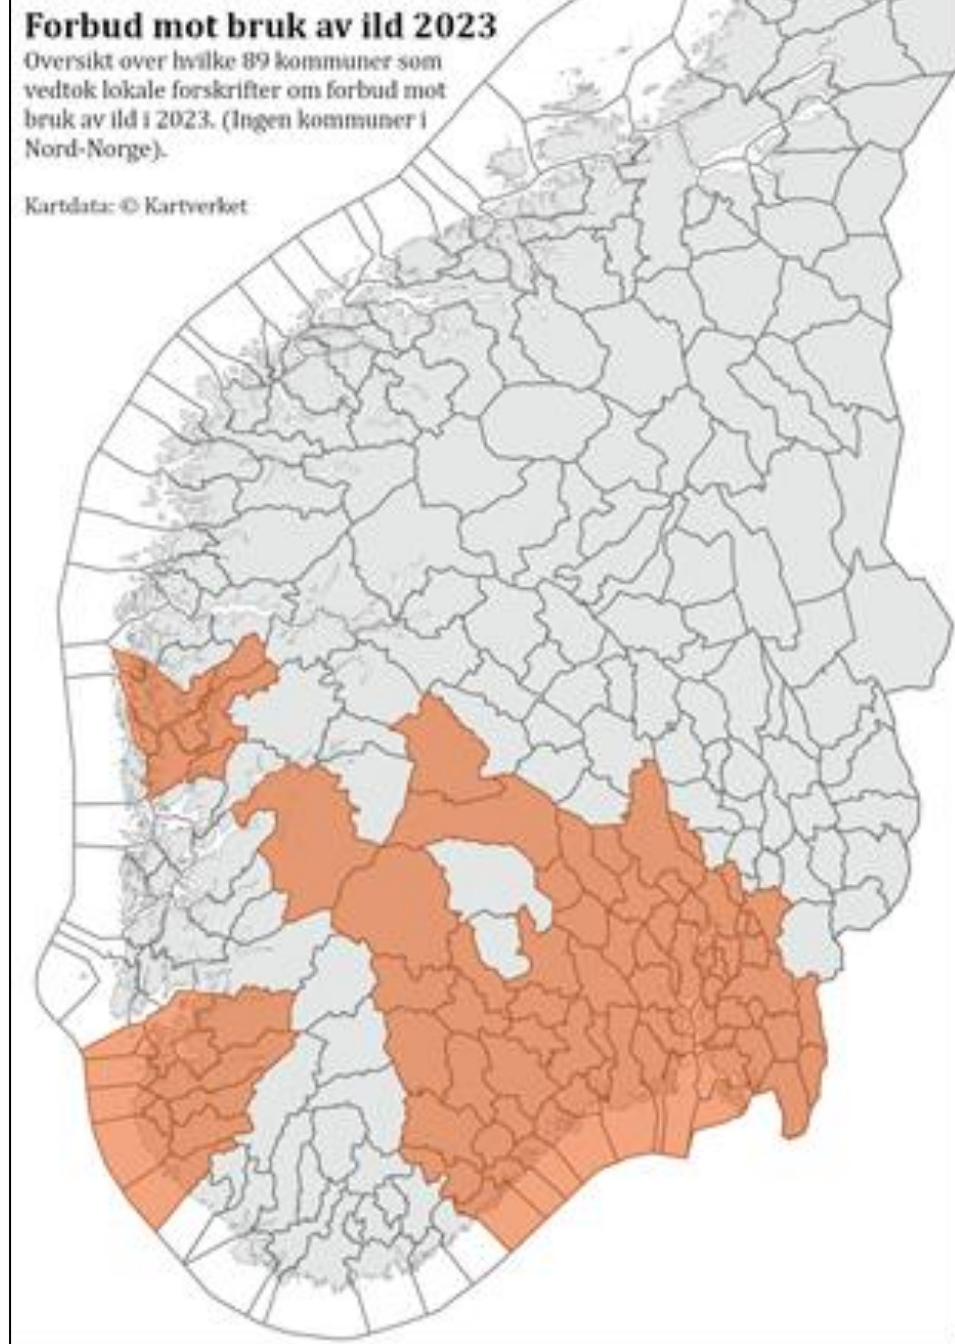 Forbud mot bruk av ild 2023
Oversikt over hvilke 89 kommuner som
vedtok lokale forskrifter om forbud mot
bruk av ild i 2023. (Ingen kommuner i
Nord-Norge).
Kartdata: © Kartverket